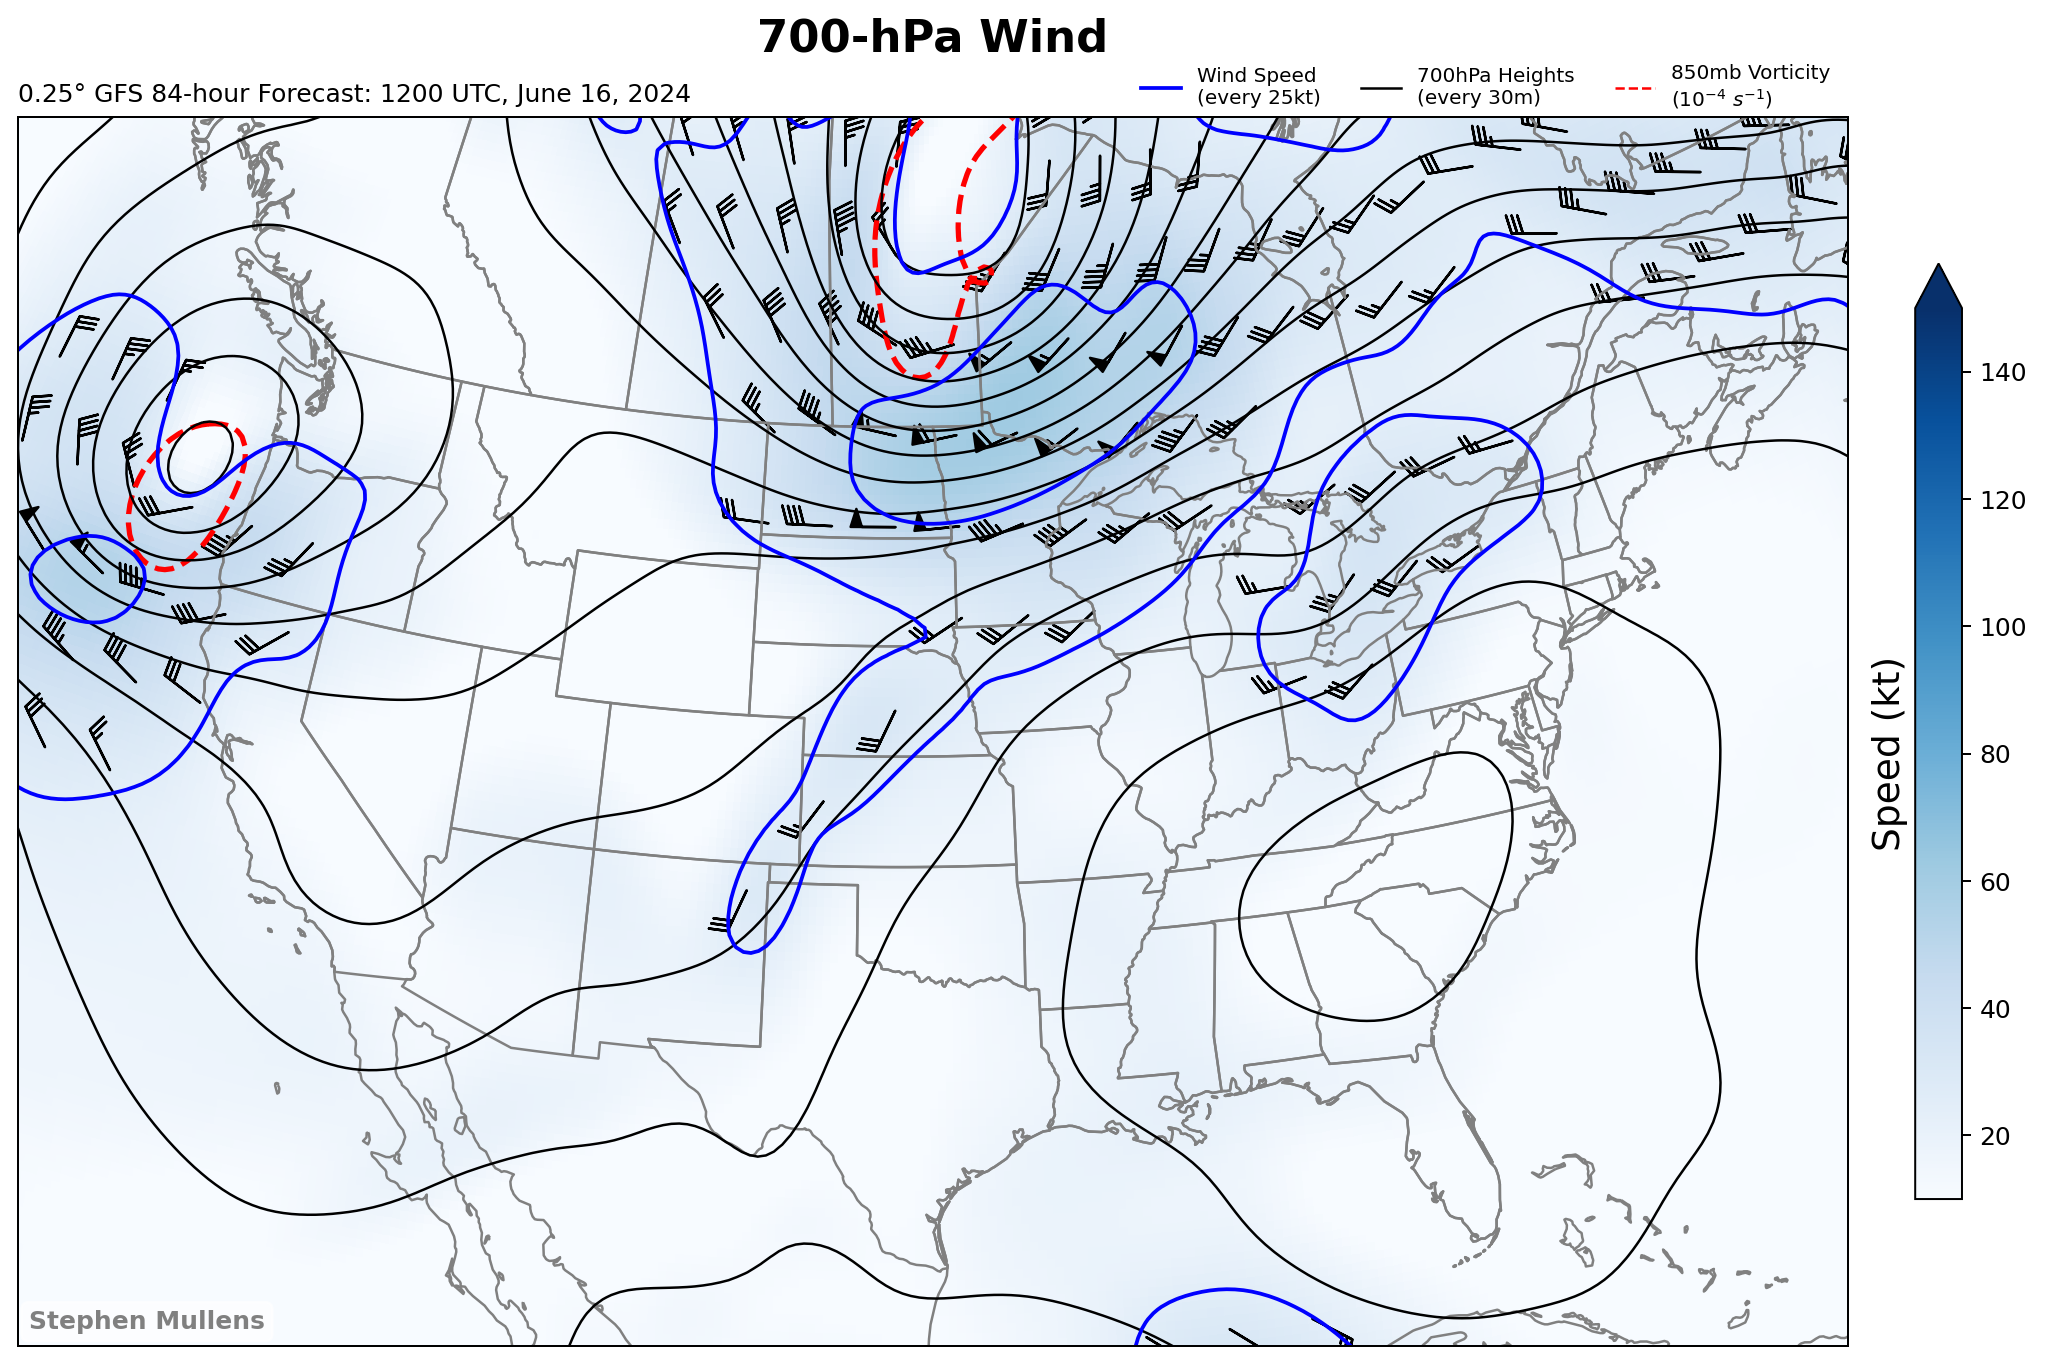 700-hPa Wind
0.25° GFS 84-hour Forecast: 1200 UTC, June 16, 2024
Wind Speed
(every 25kt)
700hPa Heights
(every 30m)
850mb Vorticity
(10⁻⁴ s⁻¹)
140
120
100
80
60
40
20
Speed (kt)
Stephen Mullens